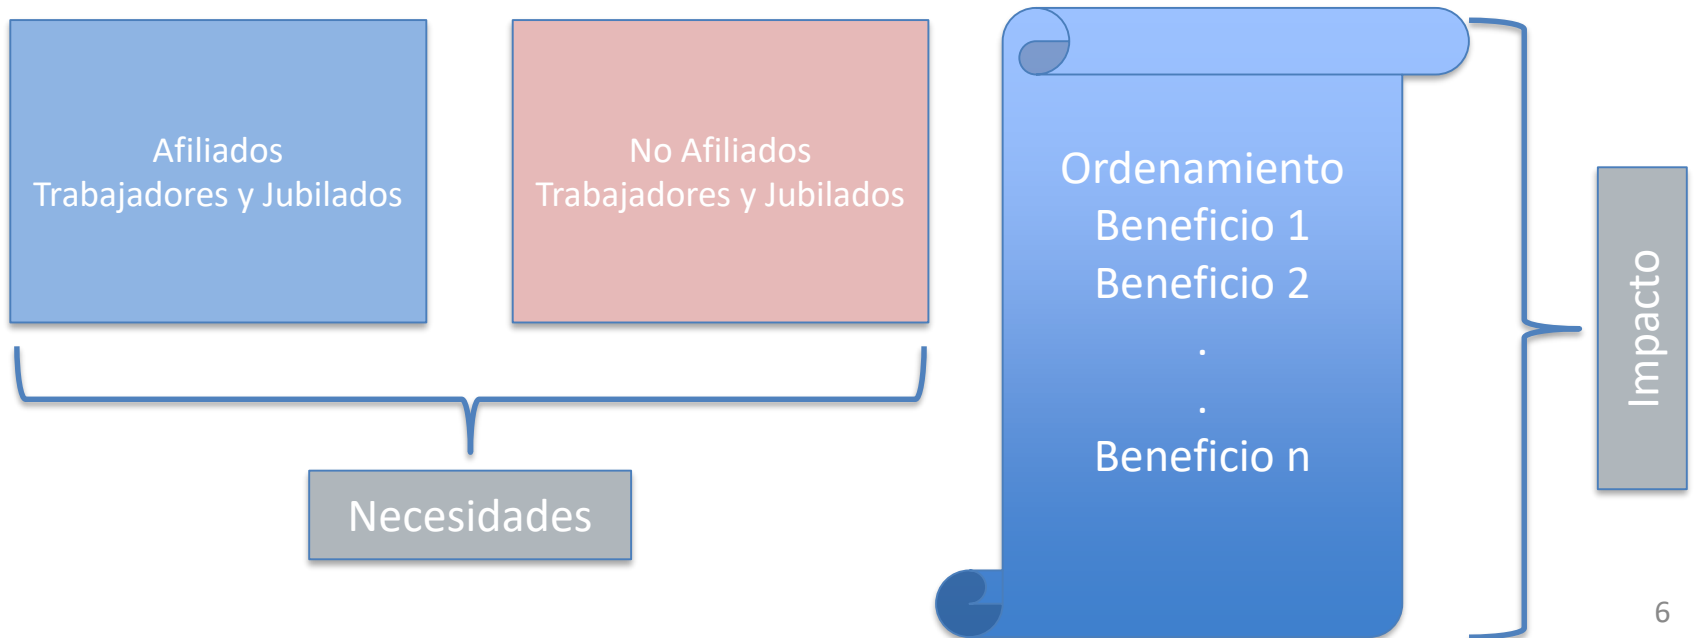 Afiliados
Trabajadores y Jubilados
No Afiliados
Trabajadores y Jubilados
Necesidades
Ordenamiento
Beneficio 1
Beneficio 2
.
.
Beneficio n
Impacto
6